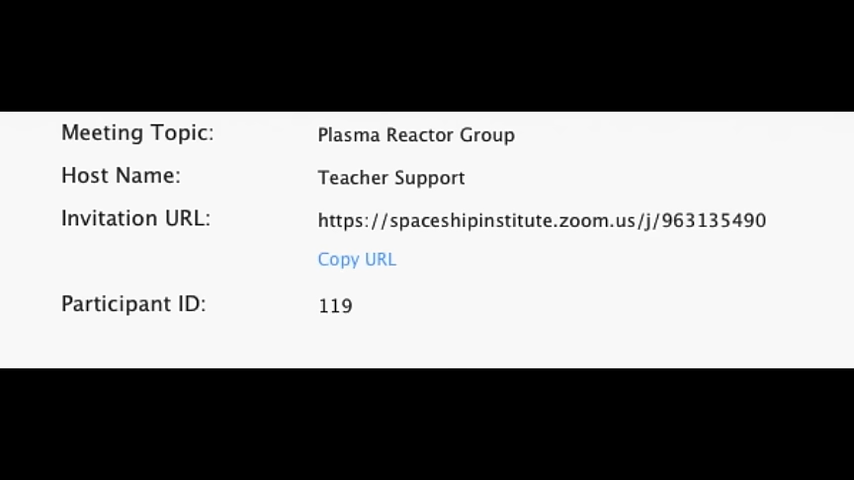 Meeting Topic: Plasma Reactor Group
Host Name: Teacher Support
Invitation URL: https://spaceshipinstitute.zoom.us/j/963135490
Copy URL
Participant ID: 119